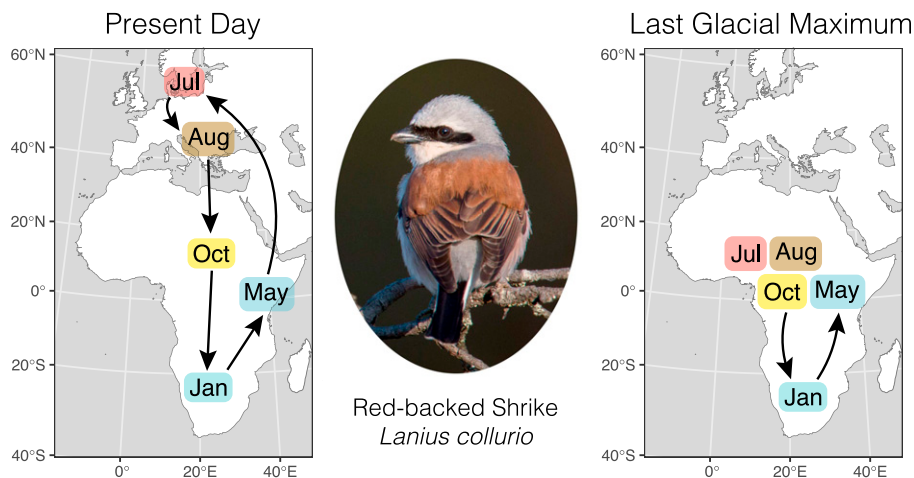 Present Day
60°N
40°N
20°N
0°
20°S
40°S
0°
20°E
40°E
Jul
Aug
Oct
May
Jan
Red-backed Shrike
Lanius collurio
Last Glacial Maximum
60°N
40°N
20°N
0°
20°S
40°S
0°
20°E
40°E
Jul Aug
Oct May
Jan